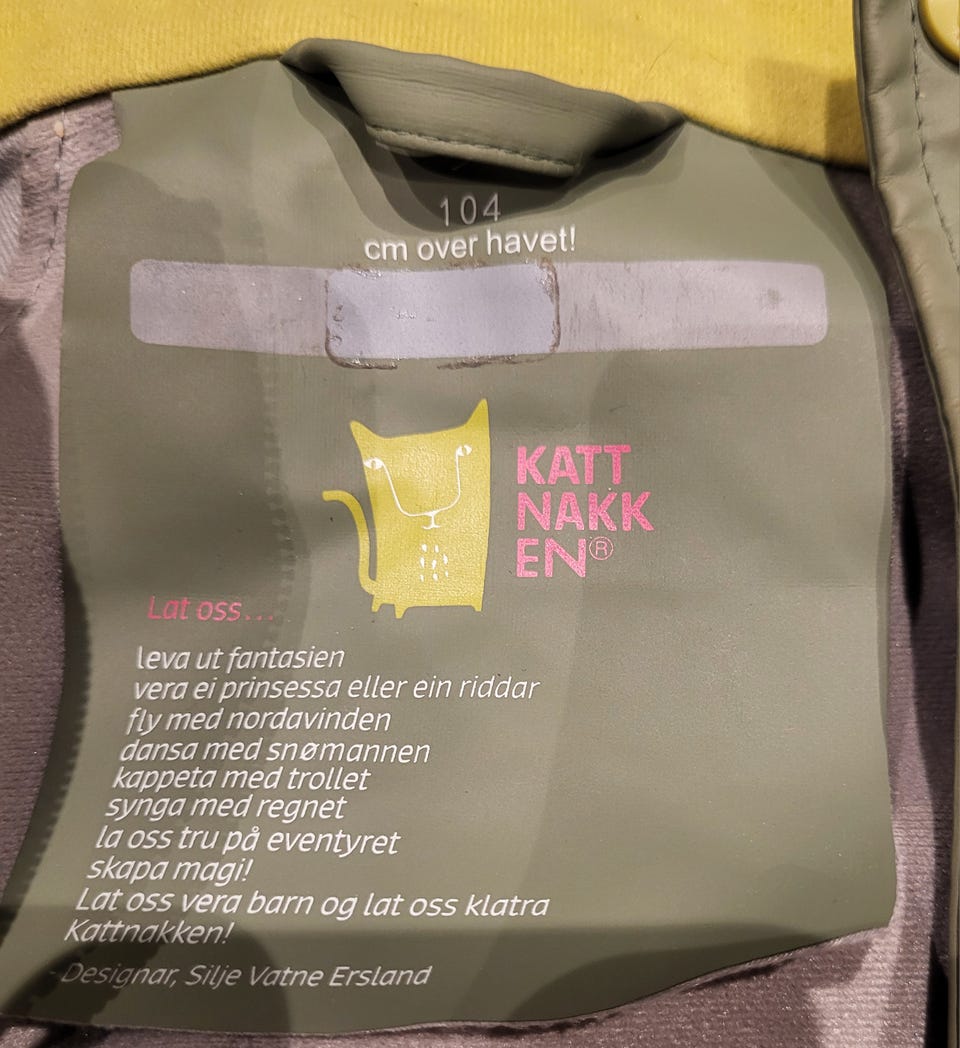 104
cm over havet!
KATT
NAKK
EN®
Lat oss...
leva ut fantasien
vera ei prinsessa eller ein riddar
fly med nordavinden
dansa med snømannen
kappeta med trollet
synga med regnet
la oss tru på eventyret
skapa magi!
Lat oss vera barn og lat oss klatra
Kattnakken!
-Designar, Silje Vatne Ersland